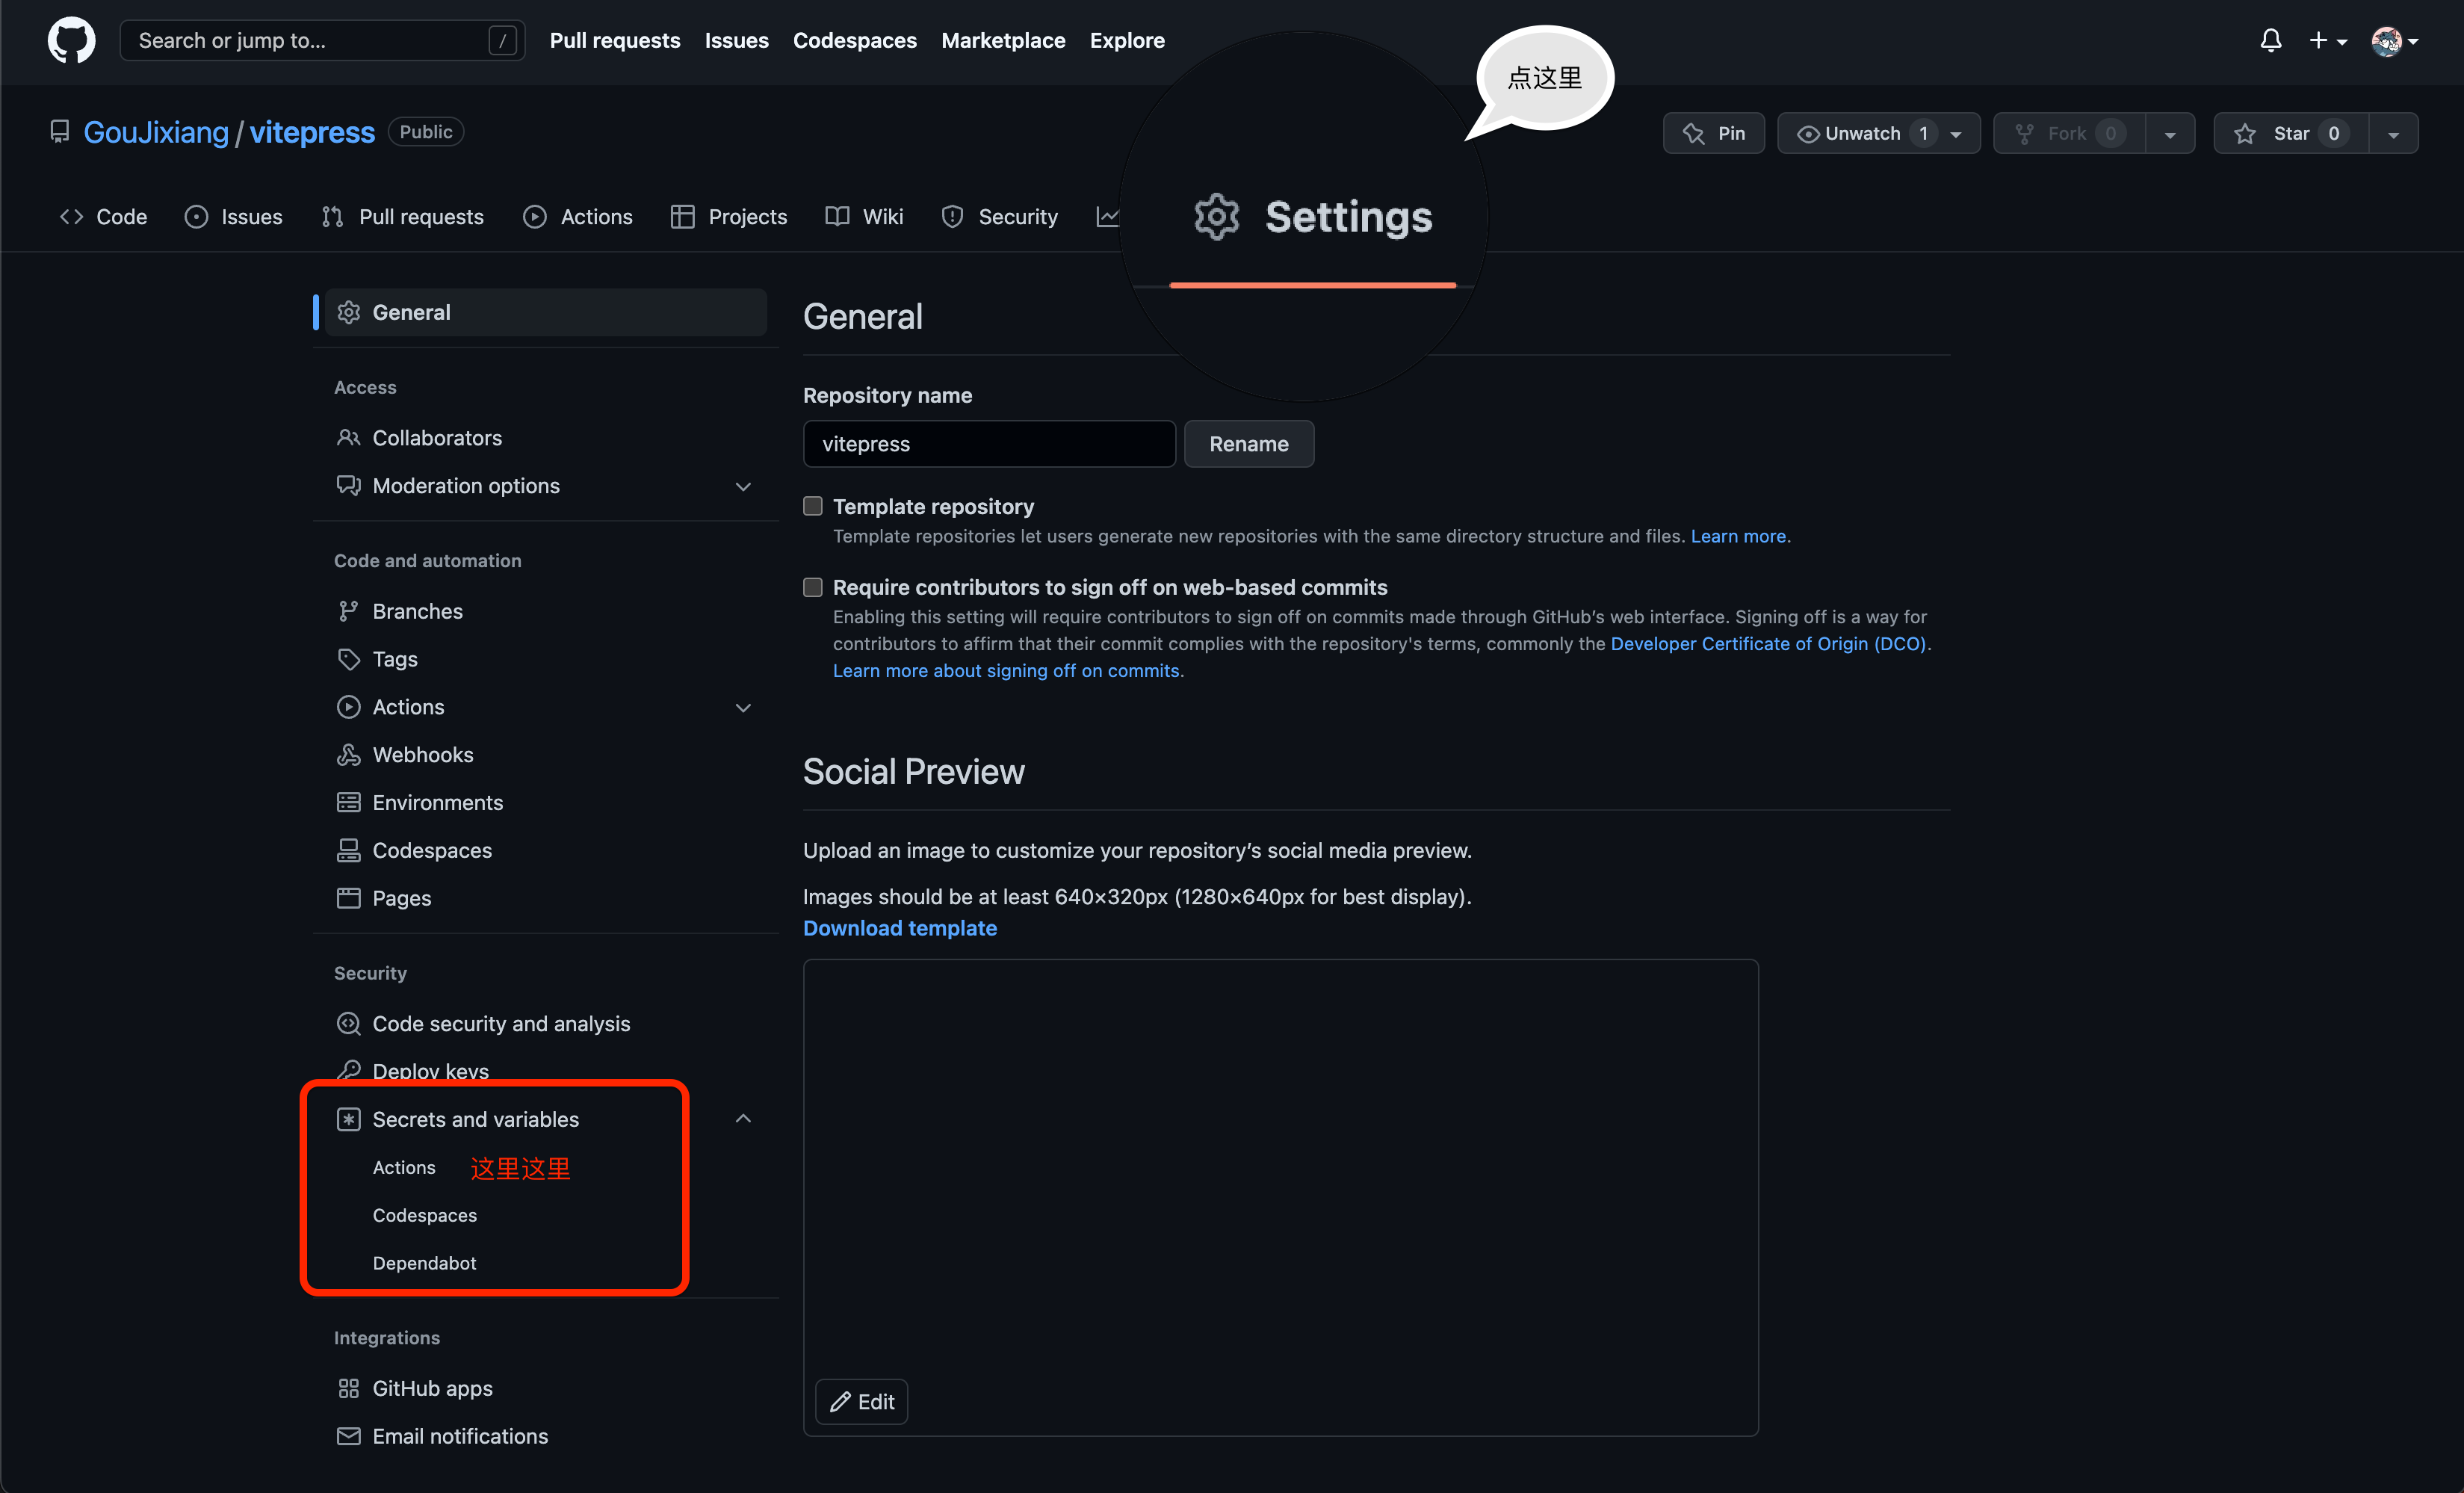 Search or jump to... / Pull requests Issues Codespaces Marketplace Explore
点这里
GouJixiang / vitepress Public Pin Unwatch 1 Fork 0 Star 0
Code Issues Pull requests Actions Projects Wiki Security Settings
General
Access
Collaborators
Moderation options
Code and automation
Branches
Tags
Actions
Webhooks
Environments
Codespaces
Pages
Security
Code security and analysis
Deploy keys
Secrets and variables
Actions 这里这里
Codespaces
Dependabot
Integrations
GitHub apps
Email notifications
General
Repository name
vitepress Rename
Template repository
Template repositories let users generate new repositories with the same directory structure and files. Learn more.
Require contributors to sign off on web-based commits
Enabling this setting will require contributors to sign off on commits made through GitHub’s web interface. Signing off is a way for
contributors to affirm that their commit complies with the repository's terms, commonly the Developer Certificate of Origin (DCO).
Learn more about signing off on commits.
Social Preview
Upload an image to customize your repository’s social media preview.
Images should be at least 640×320px (1280×640px for best display).
Download template
Edit